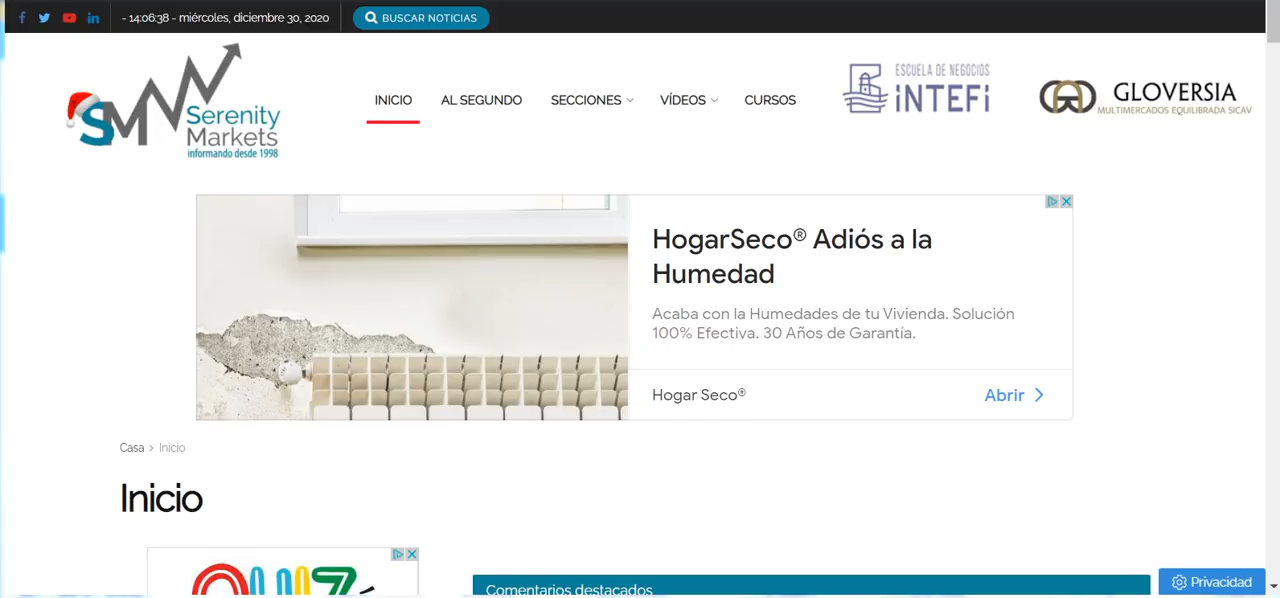 - 14:06:38 - miércoles, diciembre 30, 2020
BUSCAR NOTICIAS
SMN
Serenity
Markets
informando desde 1998
INICIO
AL SEGUNDO
SECCIONES
VÍDEOS
CURSOS
ESCUELA DE NEGOCIOS
iNTEFi
GLOVERSIA
MULTIMERCADOS EQUILIBRADA SICAV
HogarSeco® Adiós a la
Humedad
Acaba con la Humedades de tu Vivienda. Solución
100% Efectiva. 30 Años de Garantía.
Hogar Seco®
Abrir
Casa > Inicio
Inicio
Comentarios destacados
Privacidad